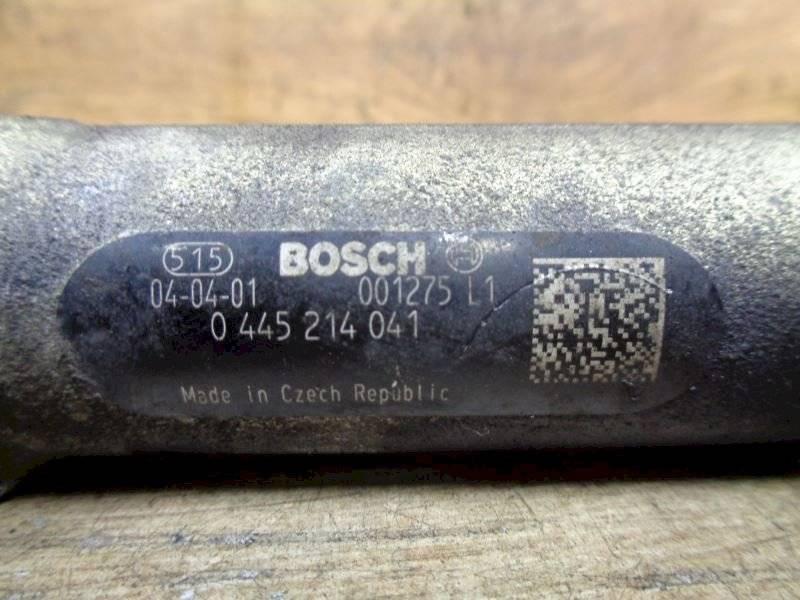 515 BOSCH
04-04-01 001275 L1
0 445 214 041
Made in Czech Republic